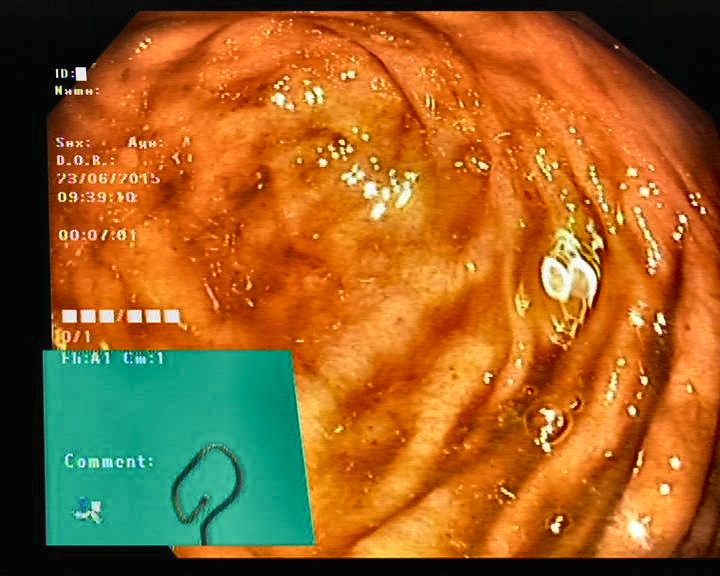 ID:
Name:
Sex: Age:
D.O.B.:
23/06/2015
09:39:10
00:07:01
0/1
Eh:A1 Cm:1
Comment: